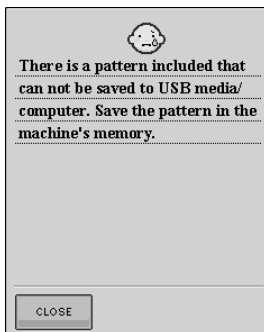 There is a pattern included that
can not be saved to USB media/
computer. Save the pattern in the
machine's memory.
CLOSE